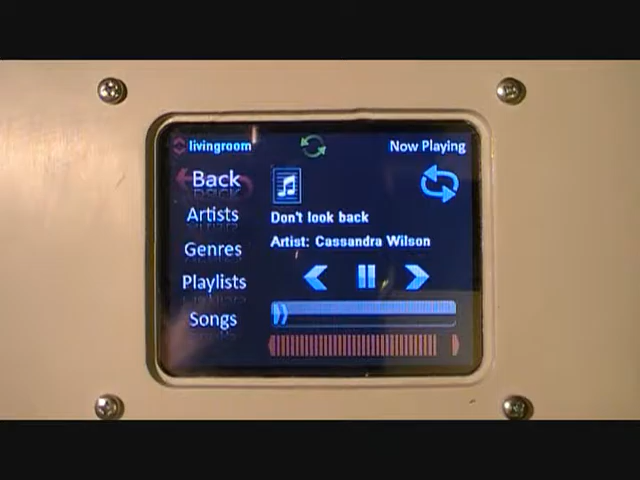 livingroom
Now Playing
Back
Artists
Genres
Playlists
Songs
Don't look back
Artist: Cassandra Wilson